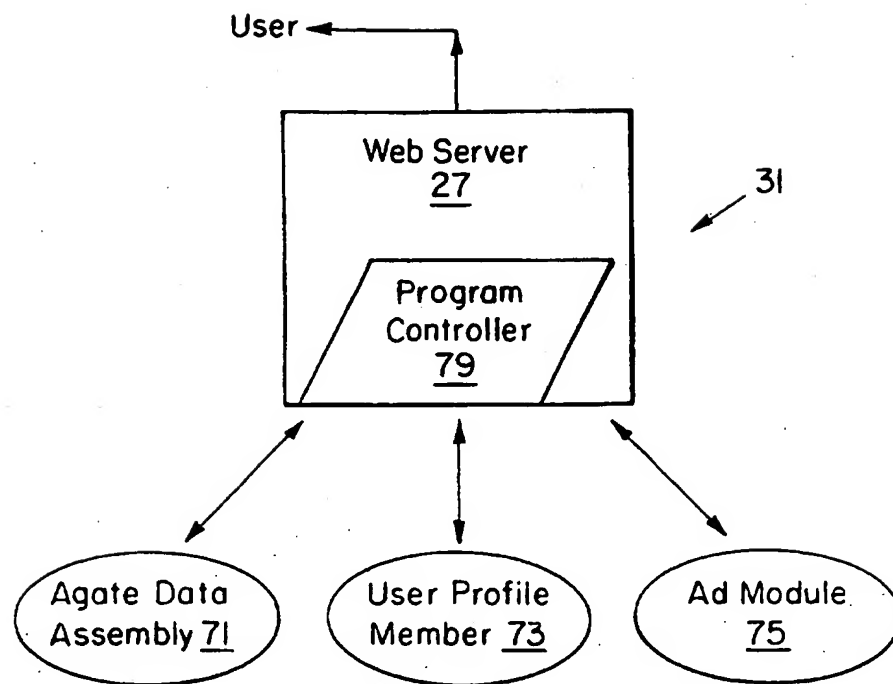 User
Web Server
27
31
Program
Controller
79
Agate Data
Assembly 71
User Profile
Member 73
Ad Module
75